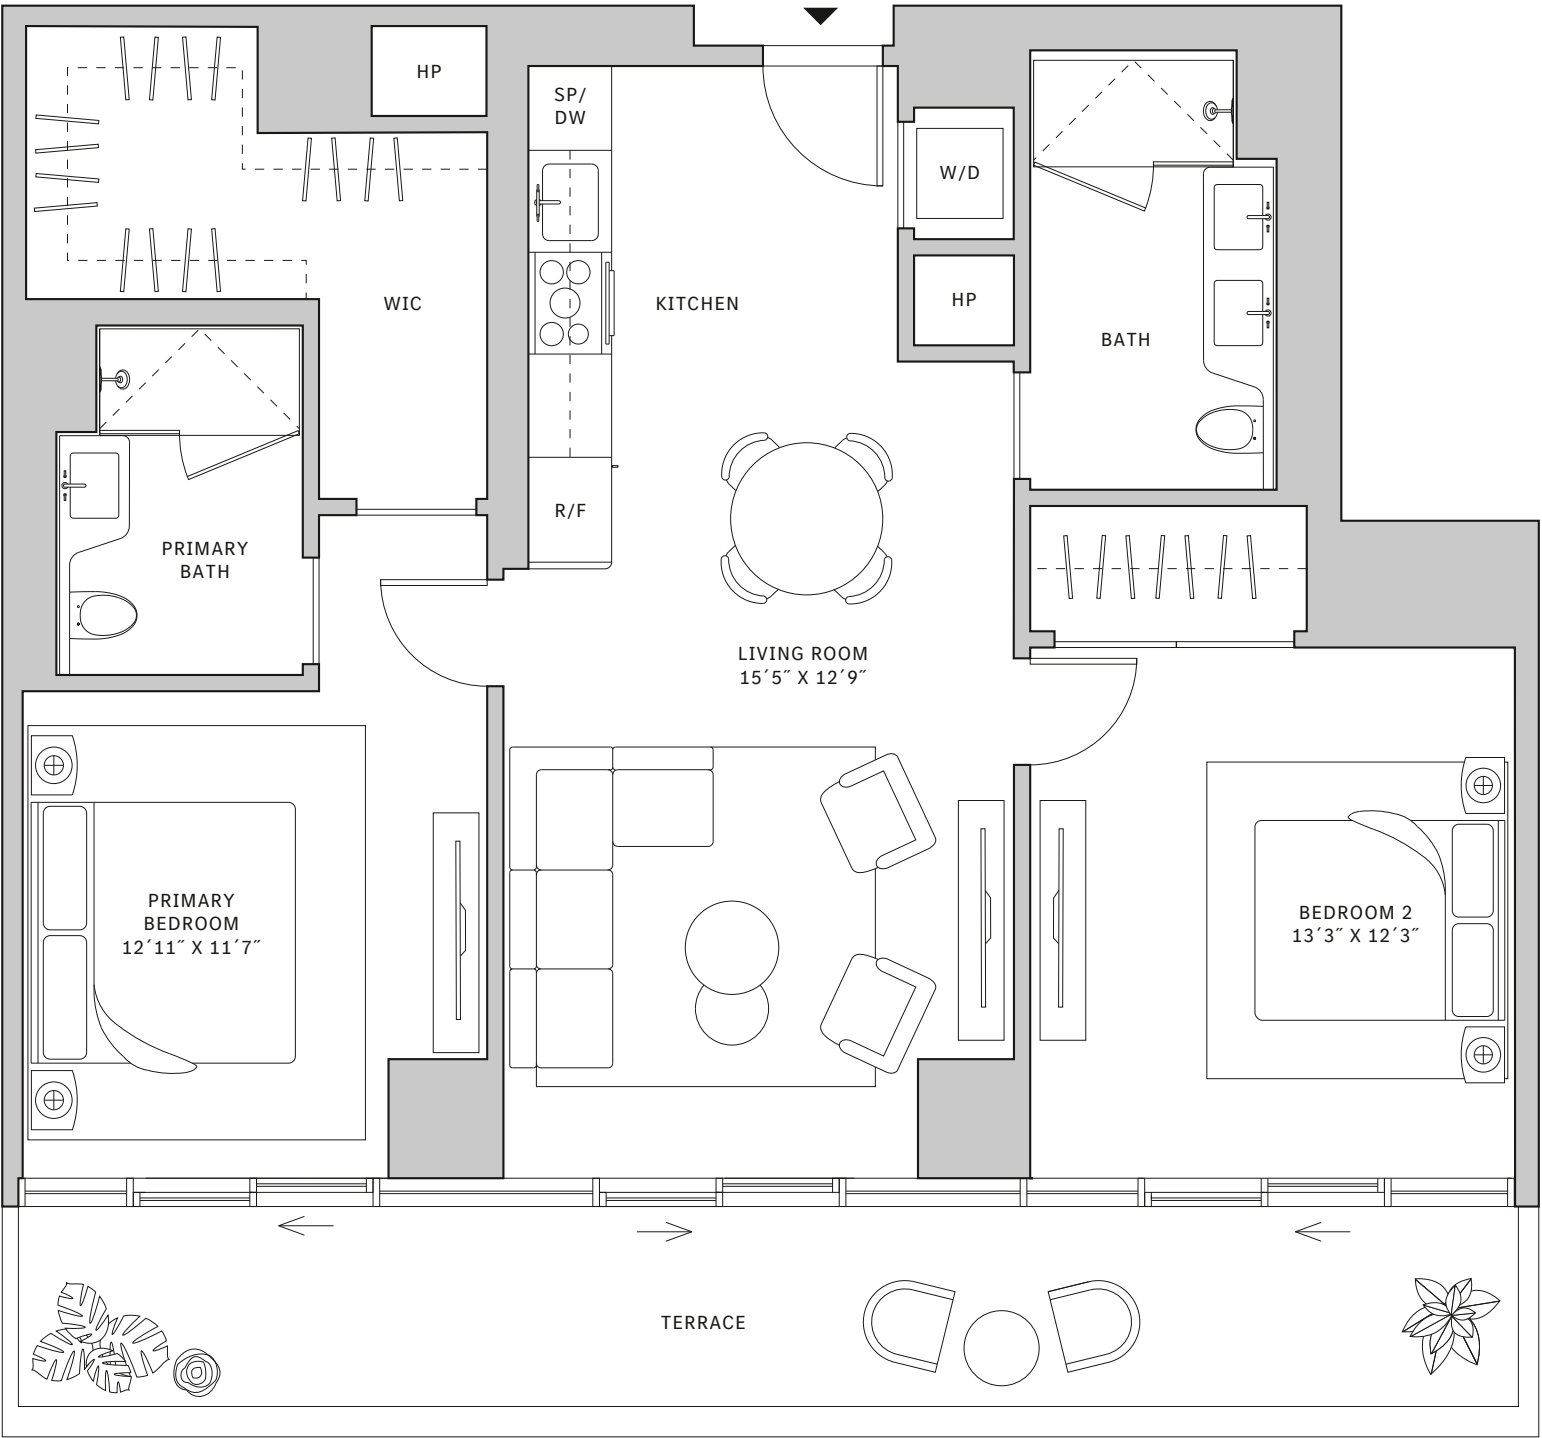 HP
SP/
DW
W/D
WIC
KITCHEN
HP
BATH
R/F
PRIMARY
BATH
LIVING ROOM
15´5˝ X 12´9˝
PRIMARY
BEDROOM
12´11˝ X 11´7˝
BEDROOM 2
13´3˝ X 12´3˝
TERRACE